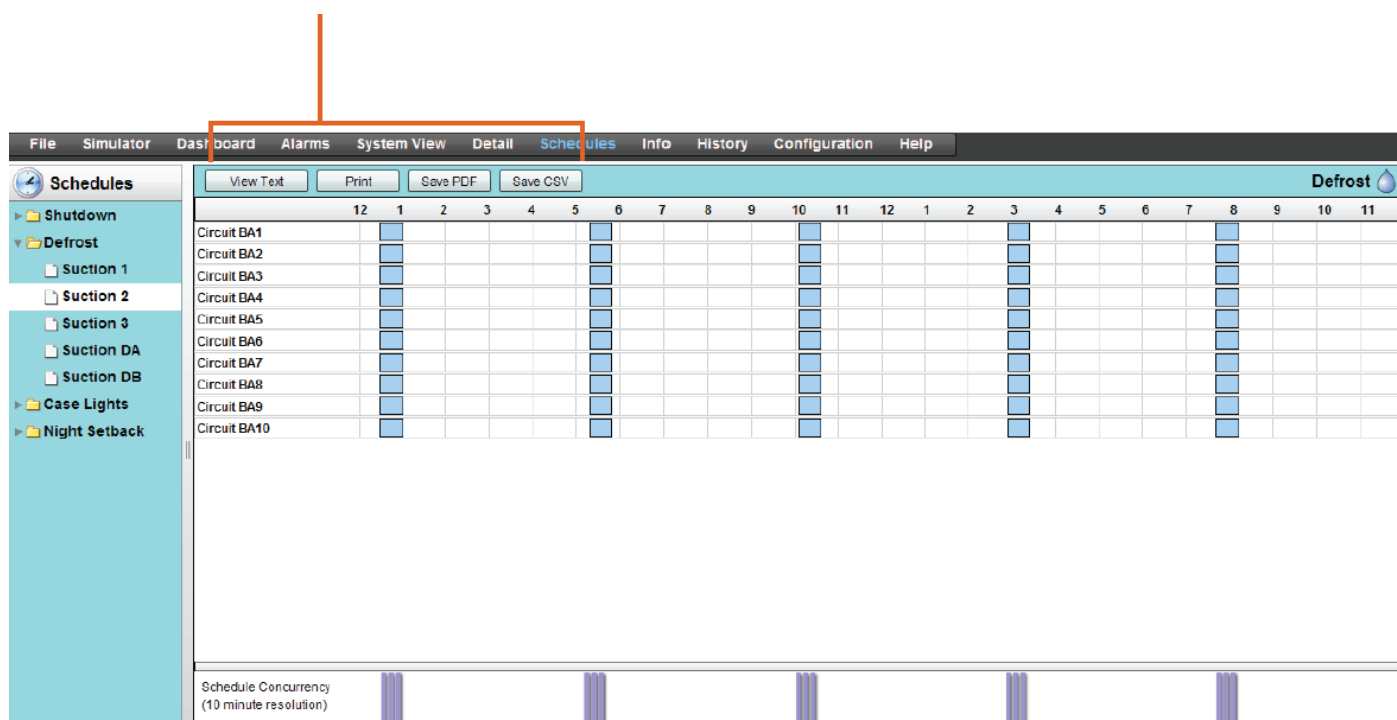 File Simulator Dashboard Alarms System View Detail Schedules Info History Configuration Help
Schedules
View Text Print Save PDF Save CSV Defrost
12 1 2 3 4 5 6 7 8 9 10 11 12 1 2 3 4 5 6 7 8 9 10 11
Shutdown
Defrost
Suction 1
Suction 2
Suction 3
Suction DA
Suction DB
Case Lights
Night Setback
Circuit BA1
Circuit BA2
Circuit BA3
Circuit BA4
Circuit BA5
Circuit BA6
Circuit BA7
Circuit BA8
Circuit BA9
Circuit BA10
Schedule Concurrency
(10 minute resolution)